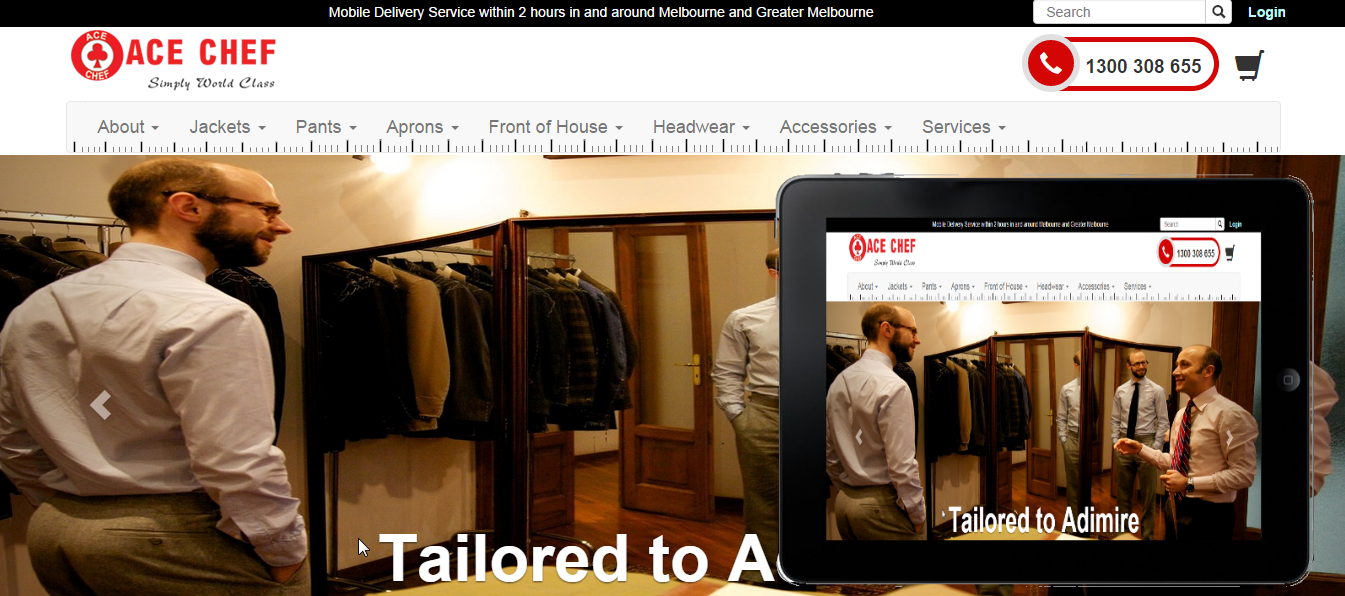 Mobile Delivery Service within 2 hours in and around Melbourne and Greater Melbourne
Search
Login
ACE
CHEF
ACE CHEF
Simply World Class
1300 308 655
About Jackets Pants Aprons Front of House Headwear Accessories Services
Tailored to A
Mobile Delivery Service within 2 hours in and around Melbourne and Greater Melbourne
Search
Login
ACE CHEF
Simply World Class
1300 308 655
About Jackets Pants Aprons Front of House Headwear Accessories Services
Tailored to Adimire